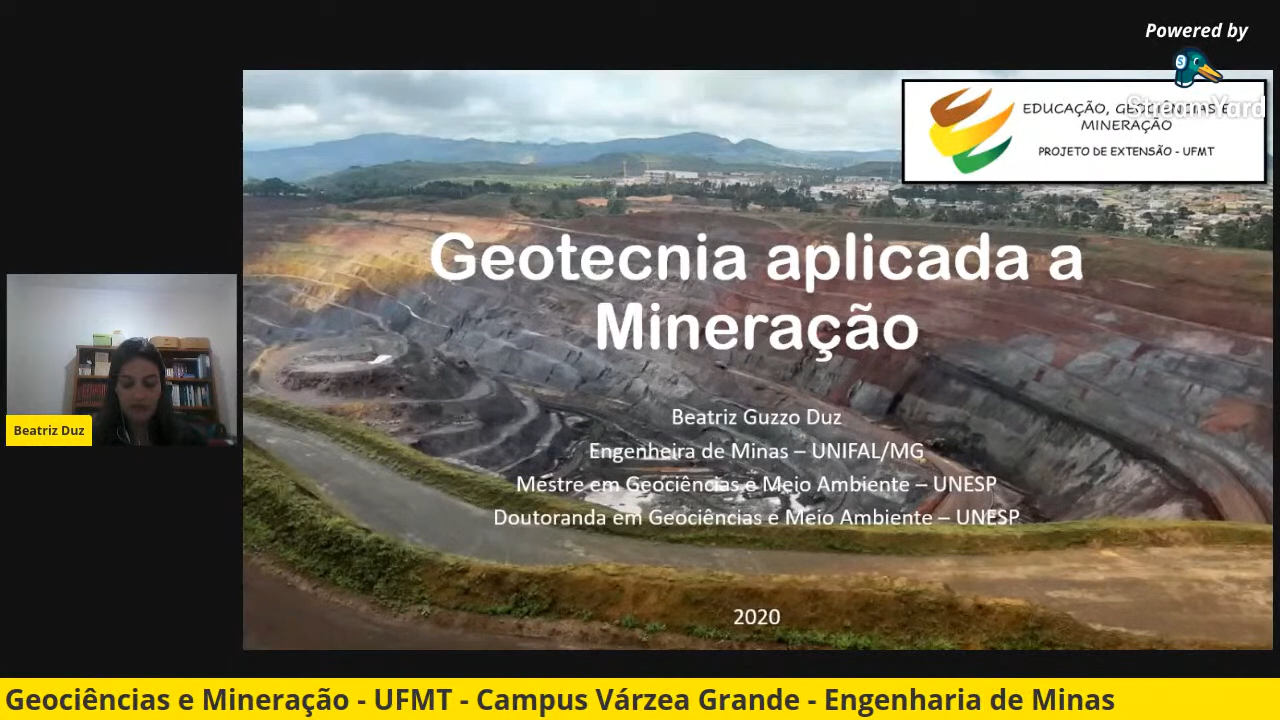 Powered by
StreamYard
EDUCAÇÃO, GEOCIÊNCIAS E
MINERAÇÃO
PROJETO DE EXTENSÃO - UFMT
Geotecnia aplicada a
Mineração
Beatriz Guzzo Duz
Engenheira de Minas – UNIFAL/MG
Mestre em Geociências e Meio Ambiente – UNESP
Doutoranda em Geociências e Meio Ambiente – UNESP
2020
Beatriz Duz
Geociências e Mineração - UFMT - Campus Várzea Grande - Engenharia de Minas